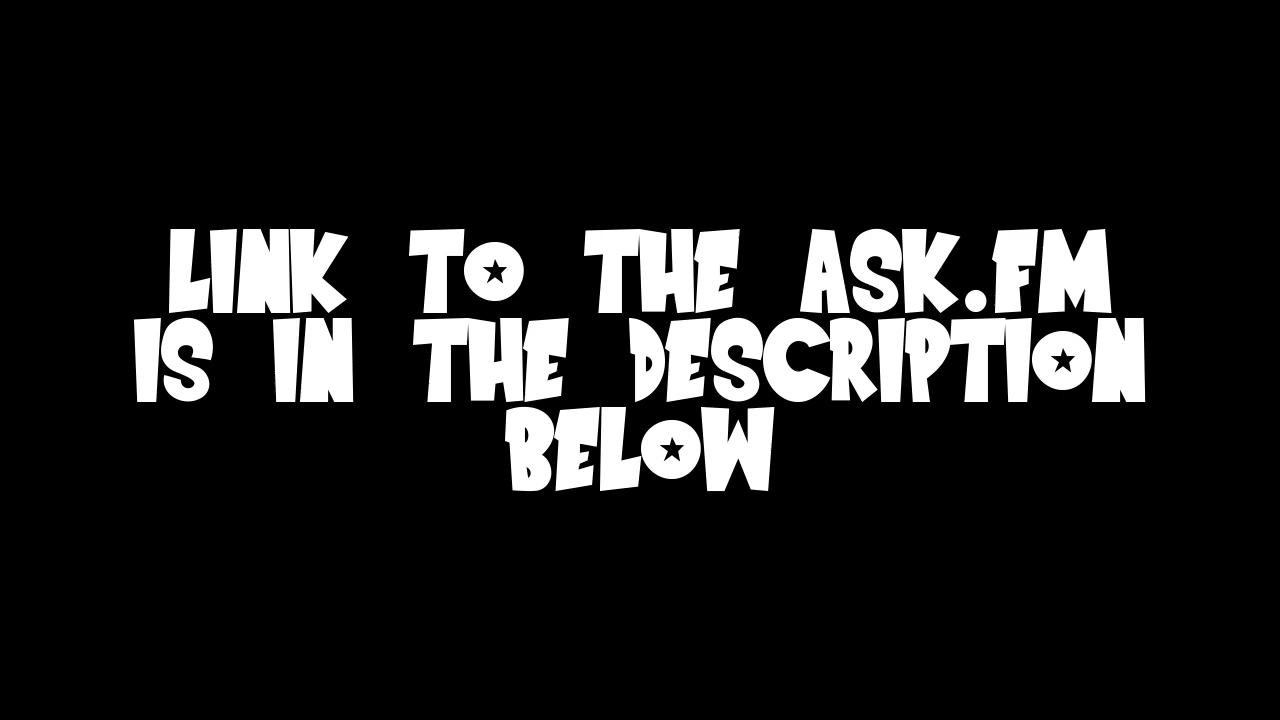 LINK TO THE ASK.FM
IS IN THE DESCRIPTION
BELOW